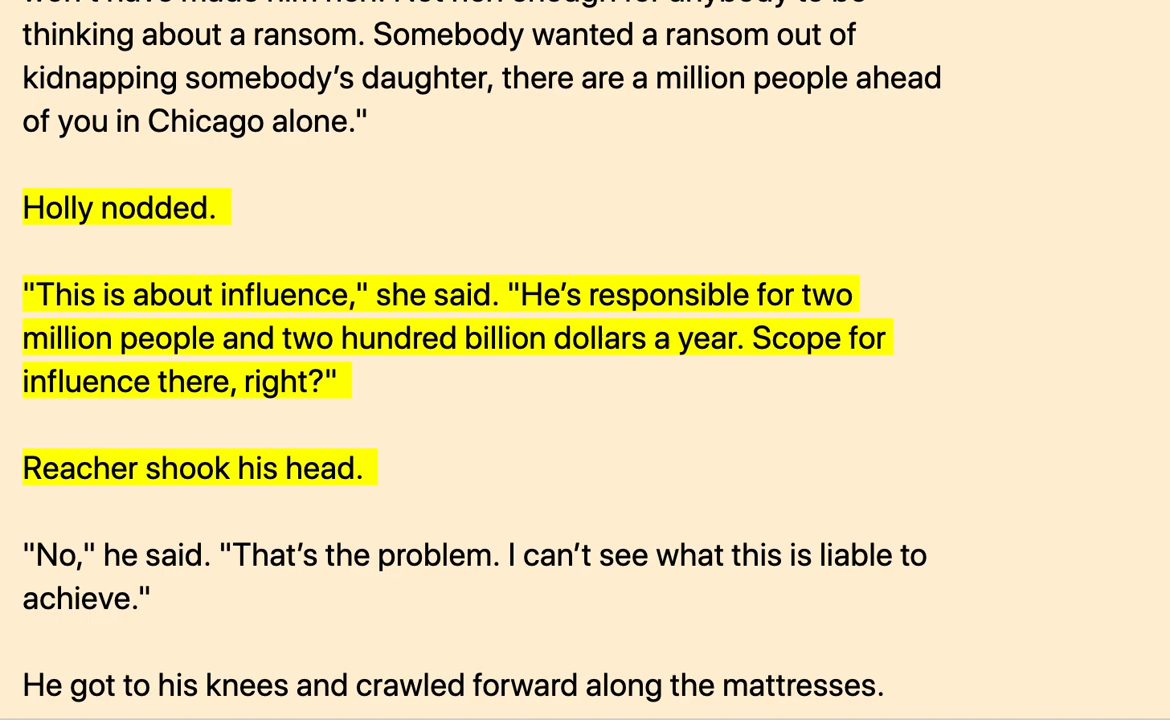 thinking about a ransom. Somebody wanted a ransom out of
kidnapping somebody’s daughter, there are a million people ahead
of you in Chicago alone."
Holly nodded.
"This is about influence," she said. "He’s responsible for two
million people and two hundred billion dollars a year. Scope for
influence there, right?"
Reacher shook his head.
"No," he said. "That’s the problem. I can’t see what this is liable to
achieve."
He got to his knees and crawled forward along the mattresses.